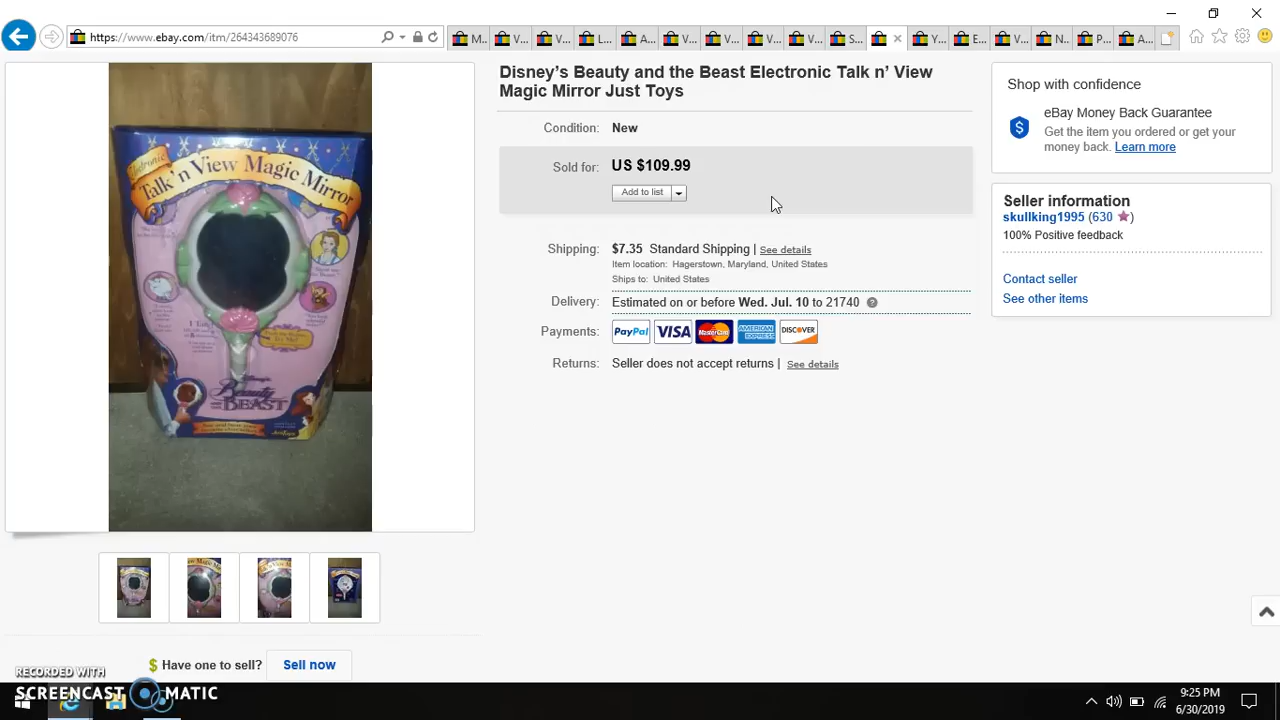 https://www.ebay.com/item/264343689076
M...
V...
V...
L...
A...
V...
V...
V...
V...
S...
Y...
E...
V...
N...
P...
A...
Disney's Beauty and the Beast Electronic Talk n' View
Magic Mirror Just Toys
Condition: New
Sold for: US $109.99
Add to list
Shipping: $7.35 Standard Shipping | See details
Item location: Hagerstown, Maryland, United States
Ships to: United States
Delivery: Estimated on or before Wed. Jul. 10 to 21740
Payments: PayPal VISA MasterCard AMERICAN EXPRESS DISCOVER
Returns: Seller does not accept returns | See details
Shop with confidence
eBay Money Back Guarantee
Get the item you ordered or get your
money back. Learn more
Seller information
skullking1995 (630)
100% Positive feedback
Contact seller
See other items
Electronic
Talk 'n View Magic Mirror
Disney's
Beauty
AND THE
BEAST
$ Have one to sell? Sell now
RECORDED WITH
SCREENCAST MATIC
9:25 PM
6/30/2019